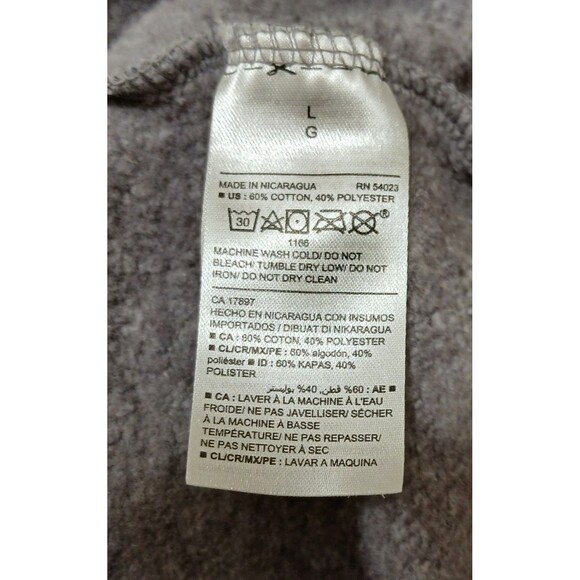 L
G
MADE IN NICARAGUA RN 54023
■ US : 60% COTTON, 40% POLYESTER
30 ®
1166
MACHINE WASH COLD/ DO NOT
BLEACH/ TUMBLE DRY LOW/ DO NOT
IRON/ DO NOT DRY CLEAN
CA 17897
HECHO EN NICARAGUA CON INSUMOS
IMPORTADOS / DIBUAT DI NIKARAGUA
■ CA : 60% COTON, 40% POLYESTER
■ CL/CR/MX/PE : 60% algodón, 40%
poliéster ■ ID : 60% KAPAS, 40%
POLISTER
■ AE : 60% قطن, 40% بوليستر
■ CA : LAVER À LA MACHINE À L'EAU
FROIDE/ NE PAS JAVELLISER/ SÉCHER
À LA MACHINE À BASSE
TEMPÉRATURE/ NE PAS REPASSER/
NE PAS NETTOYER À SEC
■ CL/CR/MX/PE : LAVAR A MAQUINA